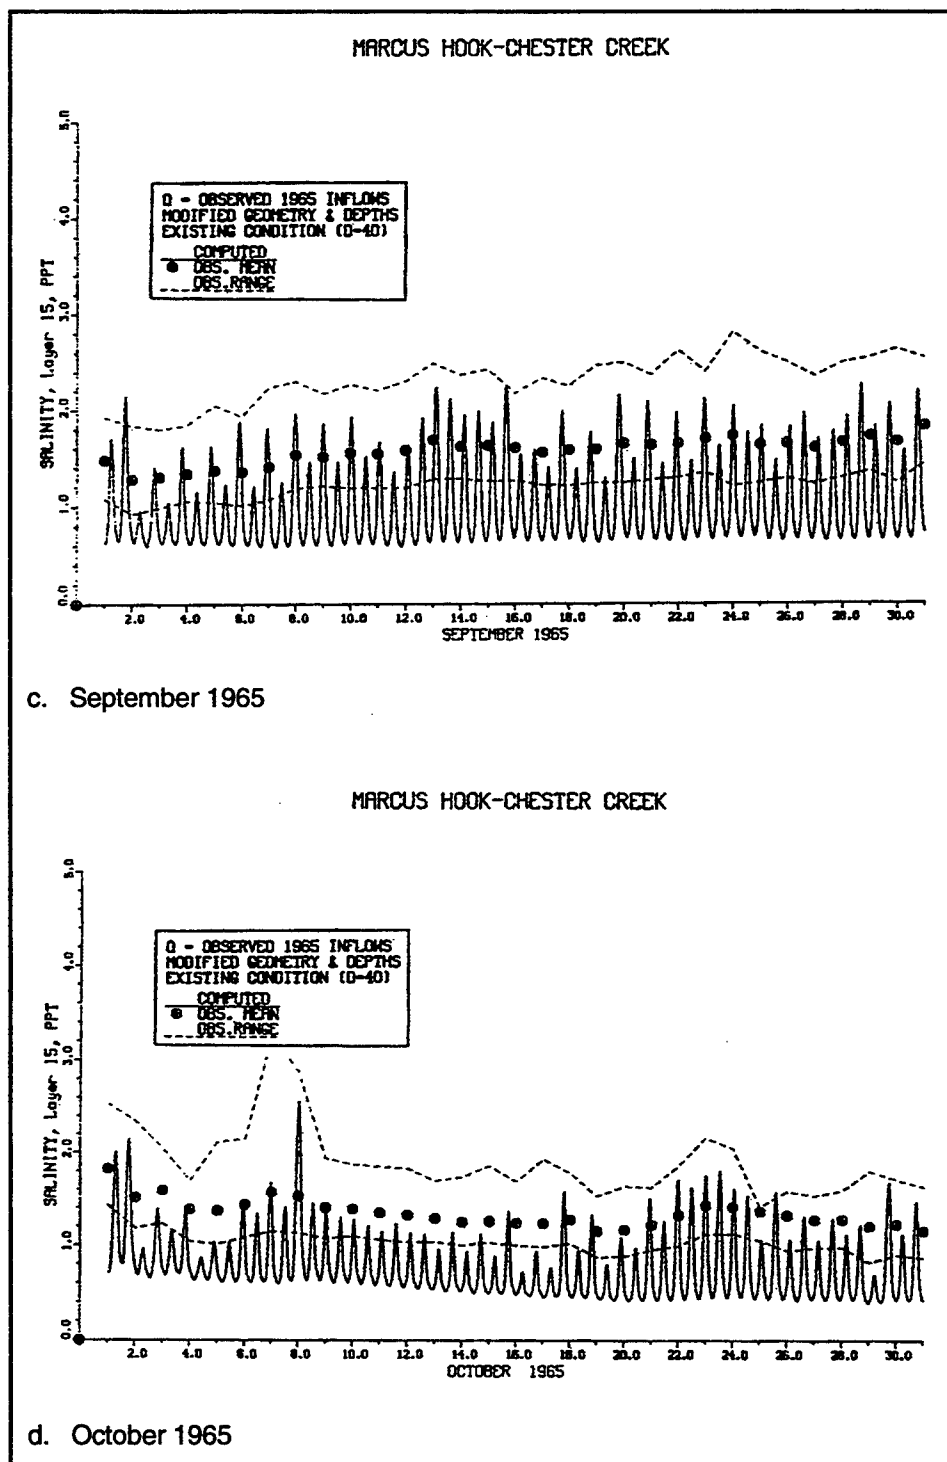 MARCUS HOOK-CHESTER CREEK
SALINITY, Layer 15, PPT
5.0
4.0
3.0
2.0
1.0
0.0
Q - OBSERVED 1965 INFLOWS
MODIFIED GEOMETRY & DEPTHS
EXISTING CONDITION (D-40)
COMPUTED
OBS. MEAN
OBS.RANGE
2.0 4.0 6.0 8.0 10.0 12.0 14.0 16.0 18.0 20.0 22.0 24.0 26.0 28.0 30.0
SEPTEMBER 1965
c. September 1965
MARCUS HOOK-CHESTER CREEK
SALINITY, Layer 15, PPT
5.0
4.0
3.0
2.0
1.0
0.0
Q - OBSERVED 1965 INFLOWS
MODIFIED GEOMETRY & DEPTHS
EXISTING CONDITION (D-40)
COMPUTED
OBS. MEAN
OBS.RANGE
2.0 4.0 6.0 8.0 10.0 12.0 14.0 16.0 18.0 20.0 22.0 24.0 26.0 28.0 30.0
OCTOBER 1965
d. October 1965